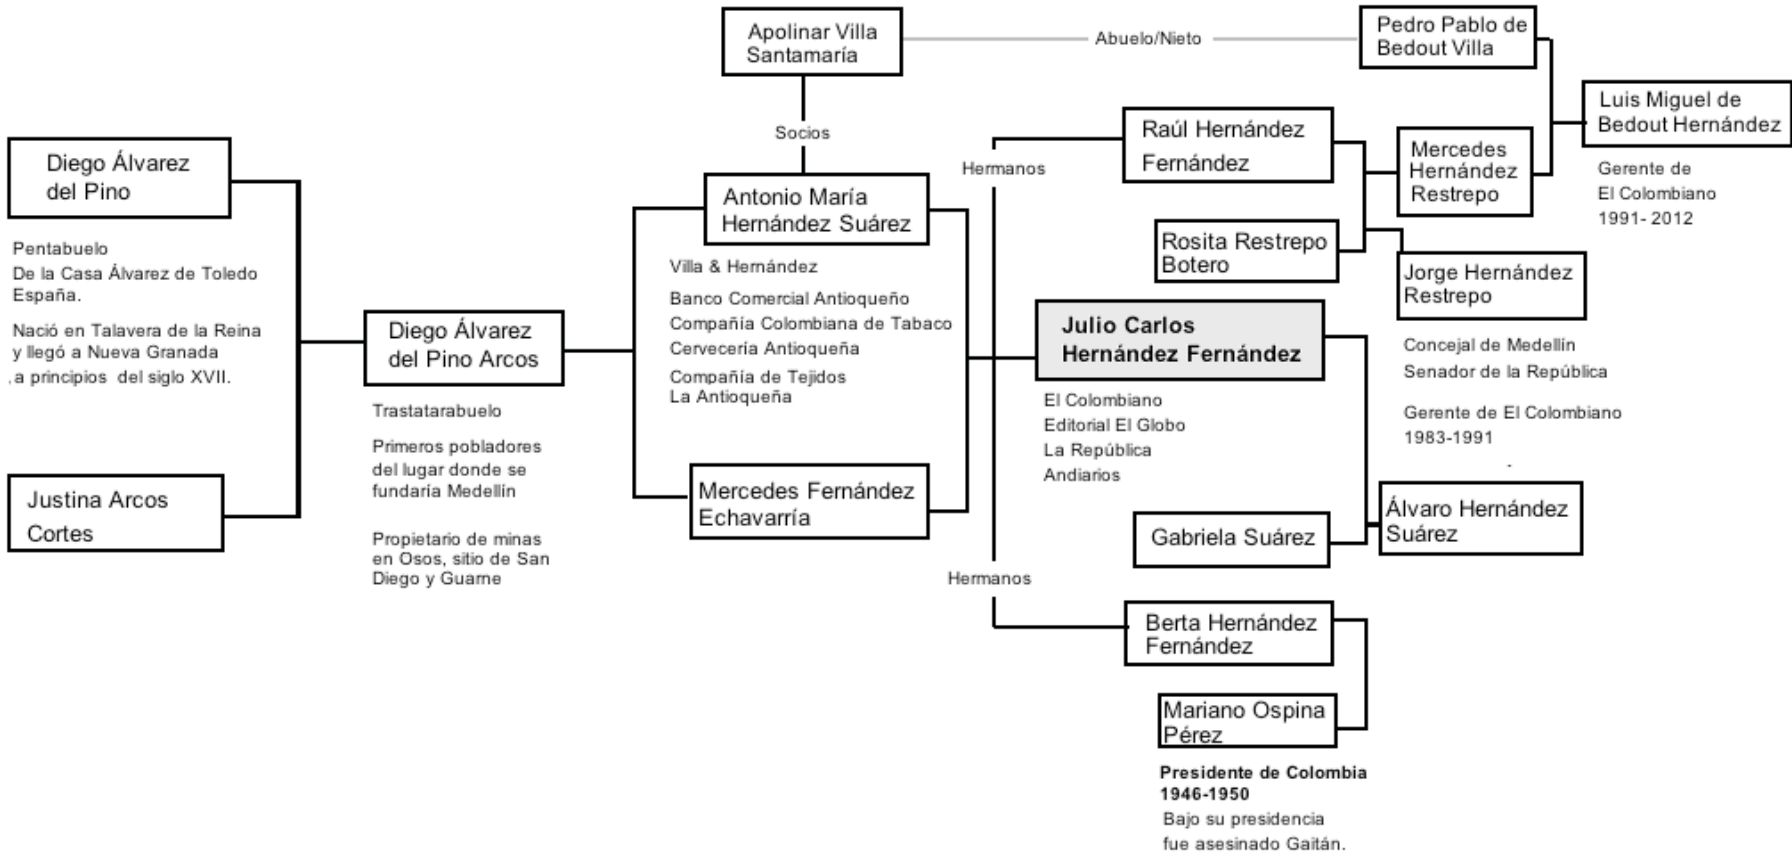 Apolinar Villa
Santamaría
Abuelo/Nieto
Pedro Pablo de
Bedout Villa
Luis Miguel de
Bedout Hernández
Gerente de
El Colombiano
1991- 2012
Socios
Diego Álvarez
del Pino
Pentabuelo
De la Casa Álvarez de Toledo
España.
Nació en Talavera de la Reina
y llegó a Nueva Granada
,a principios del siglo XVII.
Justina Arcos
Cortes
Diego Álvarez
del Pino Arcos
Trastatarabuelo
Primeros pobladores
del lugar donde se
fundaría Medellín
Propietario de minas
en Osos, sitio de San
Diego y Guarne
Antonio María
Hernández Suárez
Villa & Hernández
Banco Comercial Antioqueño
Compañía Colombiana de Tabaco
Cervecería Antioqueña
Compañía de Tejidos
La Antioqueña
Mercedes Fernández
Echavarría
Hermanos
Raúl Hernández
Fernández
Mercedes
Hernández
Restrepo
Rosita Restrepo
Botero
Jorge Hernández
Restrepo
Concejal de Medellín
Senador de la República
Gerente de El Colombiano
1983-1991
Julio Carlos
Hernández Fernández
El Colombiano
Editorial El Globo
La República
Andiarios
Gabriela Suárez
Álvaro Hernández
Suárez
Hermanos
Berta Hernández
Fernández
Mariano Ospina
Pérez
Presidente de Colombia
1946-1950
Bajo su presidencia
fue asesinado Gaitán.